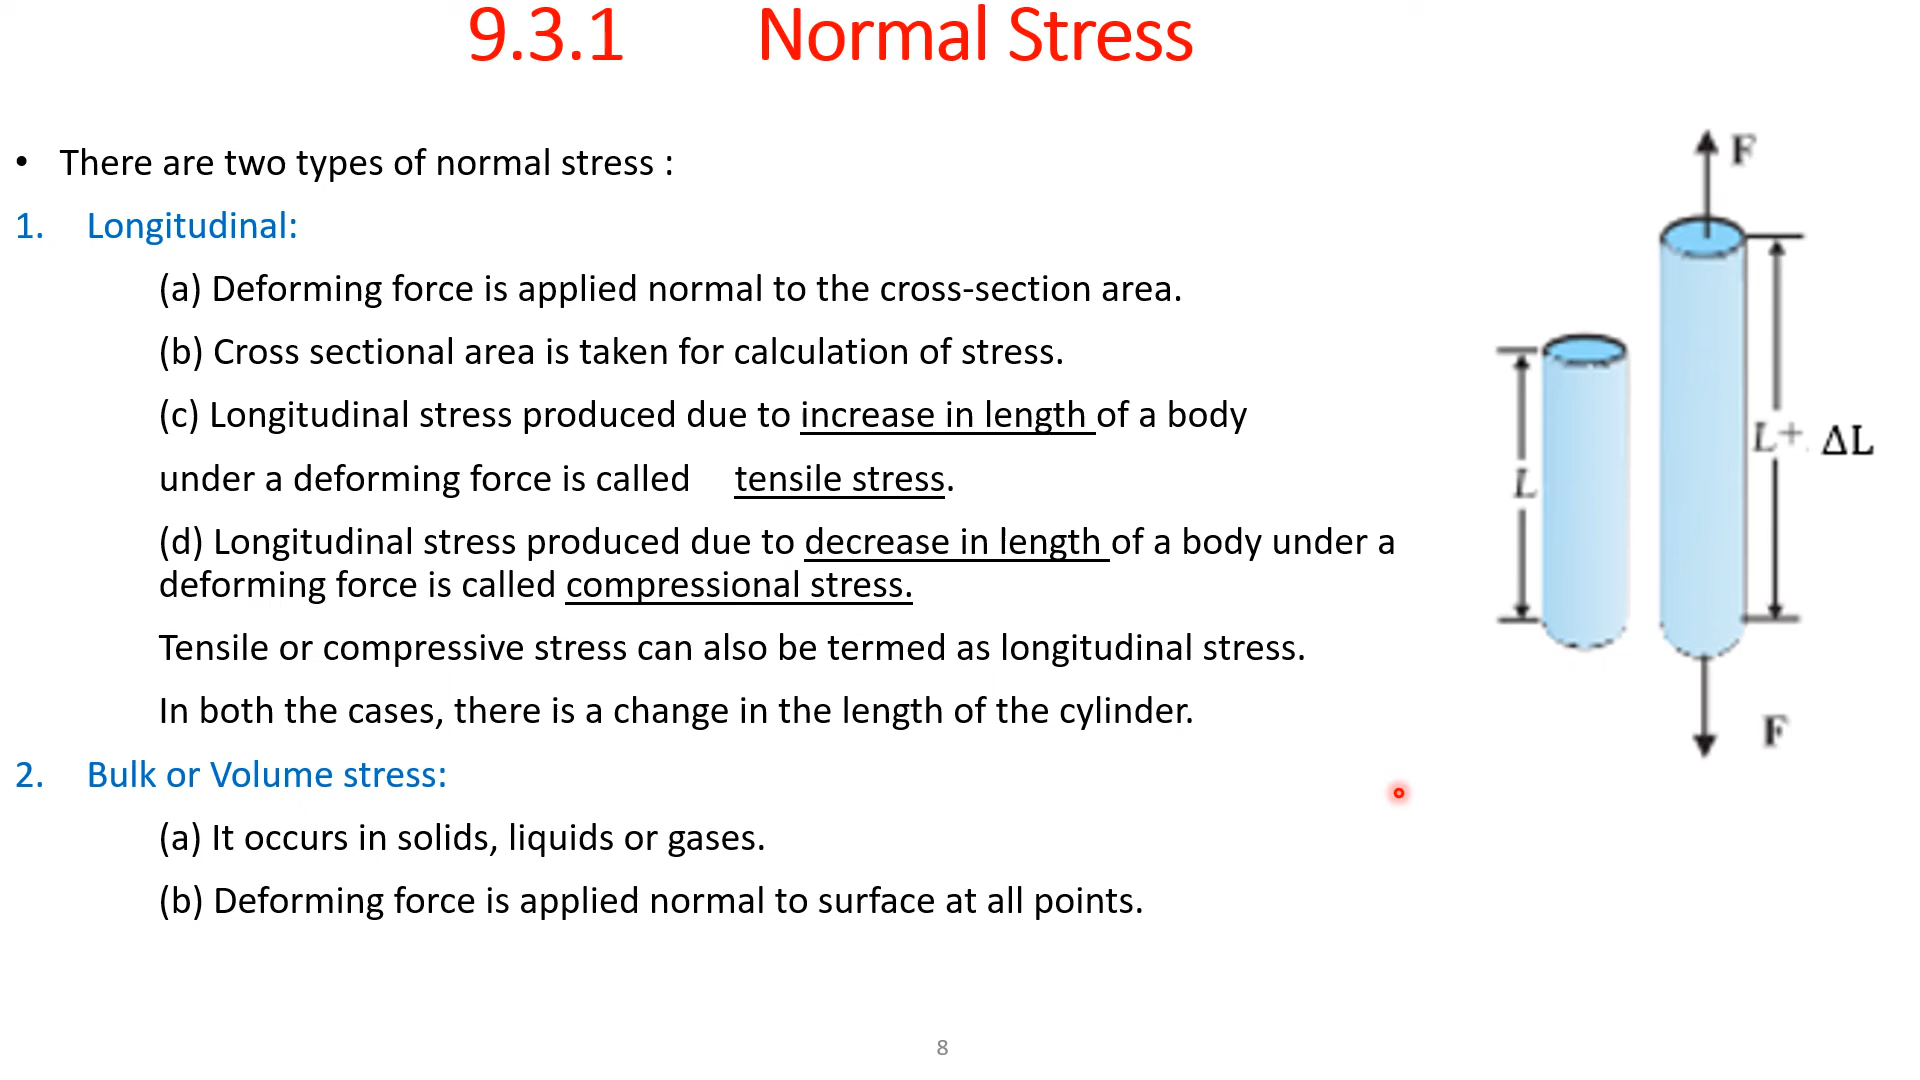 9.3.1 Normal Stress
• There are two types of normal stress :
1. Longitudinal:
(a) Deforming force is applied normal to the cross-section area.
(b) Cross sectional area is taken for calculation of stress.
(c) Longitudinal stress produced due to increase in length of a body
under a deforming force is called tensile stress.
(d) Longitudinal stress produced due to decrease in length of a body under a
deforming force is called compressional stress.
Tensile or compressive stress can also be termed as longitudinal stress.
In both the cases, there is a change in the length of the cylinder.
2. Bulk or Volume stress:
(a) It occurs in solids, liquids or gases.
(b) Deforming force is applied normal to surface at all points.
F
L+ ΔL
L
F
8